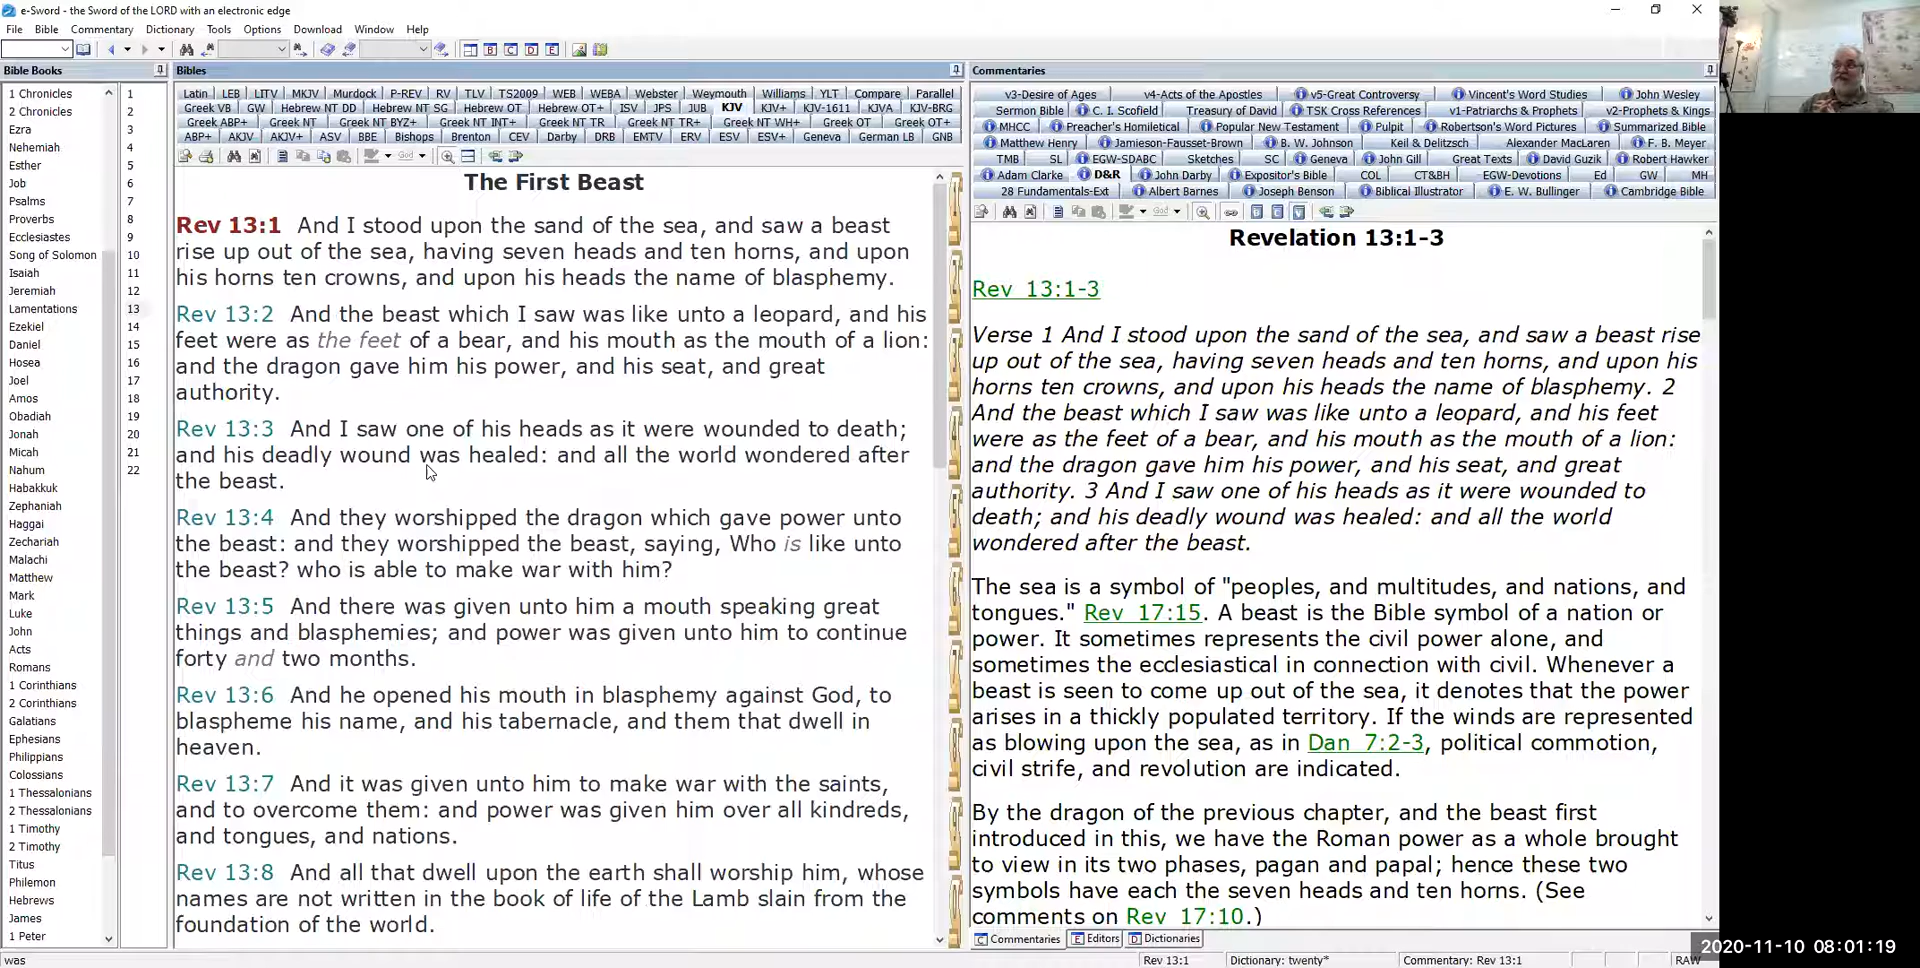 e-Sword - the Sword of the LORD with an electronic edge
File Bible Commentary Dictionary Tools Options Download Window Help
Bible Books
1 Chronicles
2 Chronicles
Ezra
Nehemiah
Esther
Job
Psalms
Proverbs
Ecclesiastes
Song of Solomon
Isaiah
Jeremiah
Lamentations
Ezekiel
Daniel
Hosea
Joel
Amos
Obadiah
Jonah
Micah
Nahum
Habakkuk
Zephaniah
Haggai
Zechariah
Malachi
Matthew
Mark
Luke
John
Acts
Romans
1 Corinthians
2 Corinthians
Galatians
Ephesians
Philippians
Colossians
1 Thessalonians
2 Thessalonians
1 Timothy
2 Timothy
Titus
Philemon
Hebrews
James
1 Peter
1
2
3
4
5
6
7
8
9
10
11
12
13
14
15
16
17
18
19
20
21
22
Bibles
Latin LEB LITV MKJV Murdock P-REV RV TLV TS2009 WEB WEBA Webster Weymouth Williams YLT Compare Parallel
Greek VB GW Hebrew NT DD Hebrew NT SG Hebrew OT Hebrew OT+ ISV JPS JUB KJV KJV+ KJV-1611 KJVA KJV-BRG
Greek ABP+ Greek NT Greek NT BYZ+ Greek NT INT+ Greek NT TR Greek NT TR+ Greek NT WH+ Greek OT Greek OT+
ABP+ AKJV AKJV+ ASV BBE Bishops Brenton CEV Darby DRB EMTV ERV ESV ESV+ Geneva German LB GNB
The First Beast
Rev 13:1 And I stood upon the sand of the sea, and saw a beast
rise up out of the sea, having seven heads and ten horns, and upon
his horns ten crowns, and upon his heads the name of blasphemy.
Rev 13:2 And the beast which I saw was like unto a leopard, and his
feet were as the feet of a bear, and his mouth as the mouth of a lion:
and the dragon gave him his power, and his seat, and great
authority.
Rev 13:3 And I saw one of his heads as it were wounded to death;
and his deadly wound was healed: and all the world wondered after
the beast.
Rev 13:4 And they worshipped the dragon which gave power unto
the beast: and they worshipped the beast, saying, Who is like unto
the beast? who is able to make war with him?
Rev 13:5 And there was given unto him a mouth speaking great
things and blasphemies; and power was given unto him to continue
forty and two months.
Rev 13:6 And he opened his mouth in blasphemy against God, to
blaspheme his name, and his tabernacle, and them that dwell in
heaven.
Rev 13:7 And it was given unto him to make war with the saints,
and to overcome them: and power was given him over all kindreds,
and tongues, and nations.
Rev 13:8 And all that dwell upon the earth shall worship him, whose
names are not written in the book of life of the Lamb slain from the
foundation of the world.
Commentaries
v3-Desire of Ages v4-Acts of the Apostles v5-Great Controversy Vincent's Word Studies John Wesley
Sermon Bible C. I. Scofield Treasury of David TSK Cross References v1-Patriarchs & Prophets v2-Prophets & Kings
MHCC Preacher's Homiletical Popular New Testament Pulpit Robertson's Word Pictures Summarized Bible
Matthew Henry Jamieson-Fausset-Brown B. W. Johnson Keil & Delitzsch Alexander MacLaren F. B. Meyer
TMB SL EGW-SDABC Sketches SC Geneva John Gill Great Texts David Guzik Robert Hawker
Adam Clarke D&R John Darby Expositor's Bible COL CT&BH EGW-Devotions Ed GW MH
28 Fundamentals-Ext Albert Barnes Joseph Benson Biblical Illustrator E. W. Bullinger Cambridge Bible
Revelation 13:1-3
Rev 13:1-3
Verse 1 And I stood upon the sand of the sea, and saw a beast rise
up out of the sea, having seven heads and ten horns, and upon his
horns ten crowns, and upon his heads the name of blasphemy. 2
And the beast which I saw was like unto a leopard, and his feet
were as the feet of a bear, and his mouth as the mouth of a lion:
and the dragon gave him his power, and his seat, and great
authority. 3 And I saw one of his heads as it were wounded to
death; and his deadly wound was healed: and all the world
wondered after the beast.
The sea is a symbol of "peoples, and multitudes, and nations, and
tongues." Rev 17:15. A beast is the Bible symbol of a nation or
power. It sometimes represents the civil power alone, and
sometimes the ecclesiastical in connection with civil. Whenever a
beast is seen to come up out of the sea, it denotes that the power
arises in a thickly populated territory. If the winds are represented
as blowing upon the sea, as in Dan 7:2-3, political commotion,
civil strife, and revolution are indicated.
By the dragon of the previous chapter, and the beast first
introduced in this, we have the Roman power as a whole brought
to view in its two phases, pagan and papal; hence these two
symbols have each the seven heads and ten horns. (See
comments on Rev 17:10.)
Commentaries Editors Dictionaries
was
Rev 13:1 Dictionary: twenty* Commentary: Rev 13:1 RAW
2020-11-10 08:01:19